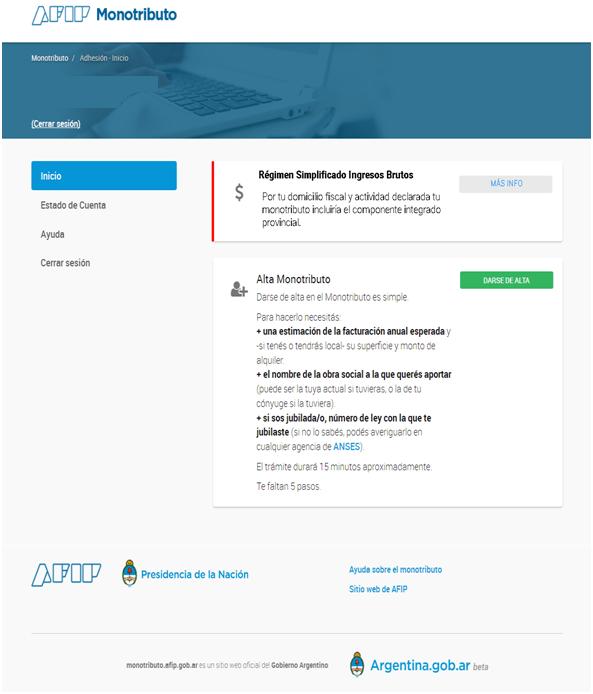 AFIP Monotributo
Monotributo / Adhesión - Inicio
(Cerrar sesión)
Inicio
Estado de Cuenta
Ayuda
Cerrar sesión
$
Régimen Simplificado Ingresos Brutos
MÁS INFO
Por tu domicilio fiscal y actividad declarada tu
monotributo incluiría el componente integrado
provincial.
Alta Monotributo
DARSE DE ALTA
Darse de alta en el Monotributo es simple.
Para hacerlo necesitás:
+ una estimación de la facturación anual esperada y
-si tenés o tendrás local- su superficie y monto de
alquiler.
+ el nombre de la obra social a la que querés aportar
(puede ser la tuya actual si tuvieras, o la de tu
cónyuge si la tuviera).
+ si sos jubilada/o, número de ley con la que te
jubilaste (si no lo sabés, podés averiguarlo en
cualquier agencia de ANSES).
El trámite durará 15 minutos aproximadamente.
Te faltan 5 pasos.
AFIP
Presidencia de la Nación
Ayuda sobre el monotributo
Sitio web de AFIP
monotributo.afip.gob.ar es un sitio web oficial del Gobierno Argentino
Argentina.gob.ar beta